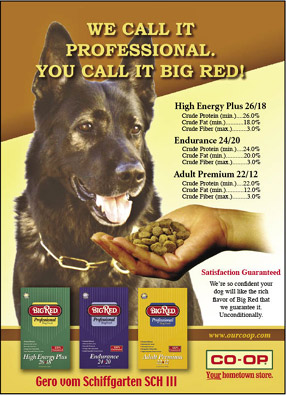 WE CALL IT
PROFESSIONAL.
YOU CALL IT BIG RED!
High Energy Plus 26/18
Crude Protein (min.)....26.0%
Crude Fat (min.).........18.0%
Crude Fiber (max.)........3.0%
Endurance 24/20
Crude Protein (min.)....24.0%
Crude Fat (min.).........20.0%
Crude Fiber (max.)........3.0%
Adult Premium 22/12
Crude Protein (min.)....22.0%
Crude Fat (min.).........12.0%
Crude Fiber (max.)........3.0%
Satisfaction Guaranteed
We're so confident your
dog will like the rich
flavor of Big Red that
we guarantee it.
Unconditionally.
BIG RED
Professional
High Energy Plus
26 18
BIG RED
Professional
Endurance
24 20
BIG RED
Professional
Adult Premium
22 12
www.ourcoop.com
CO-OP
Your hometown store.
Gero vom Schiffgarten SCH III